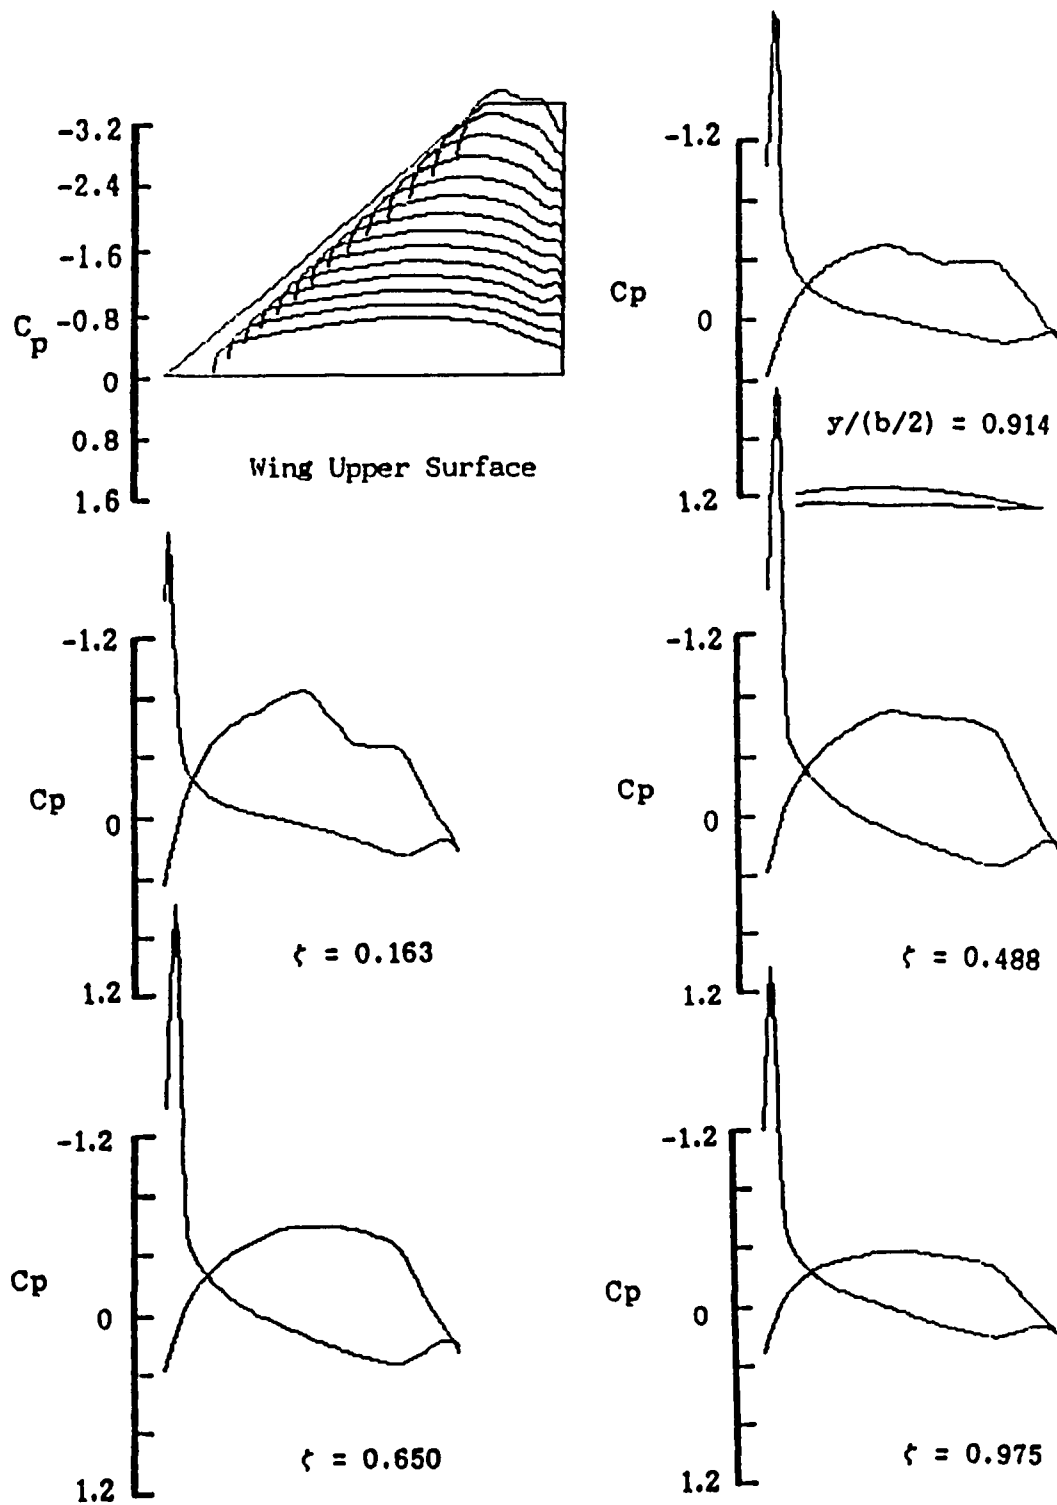 -3.2
-2.4
-1.6
Cp -0.8
0
0.8
1.6
Wing Upper Surface
-1.2
Cp
0
1.2
y/(b/2) = 0.914
-1.2
Cp
0
1.2
ζ = 0.163
-1.2
Cp
0
1.2
ζ = 0.488
-1.2
Cp
0
1.2
ζ = 0.650
-1.2
Cp
0
1.2
ζ = 0.975